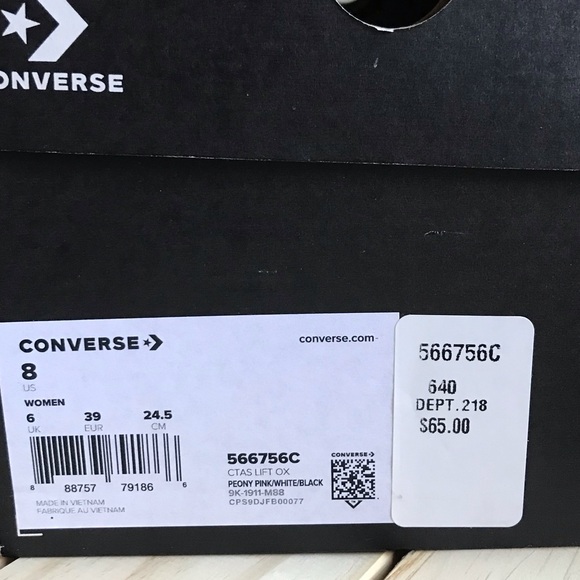 CONVERSE
CONVERSE
converse.com
8
US
WOMEN
6 39 24.5
UK EUR CM
8 88757 79186 6
MADE IN VIETNAM
FABRIQUE AU VIETNAM
566756C
CTAS LIFT OX
PEONY PINK/WHITE/BLACK
9K-1911-M88
CPS9DJFB00077
CONVERSE
566756C
640
DEPT.218
$65.00